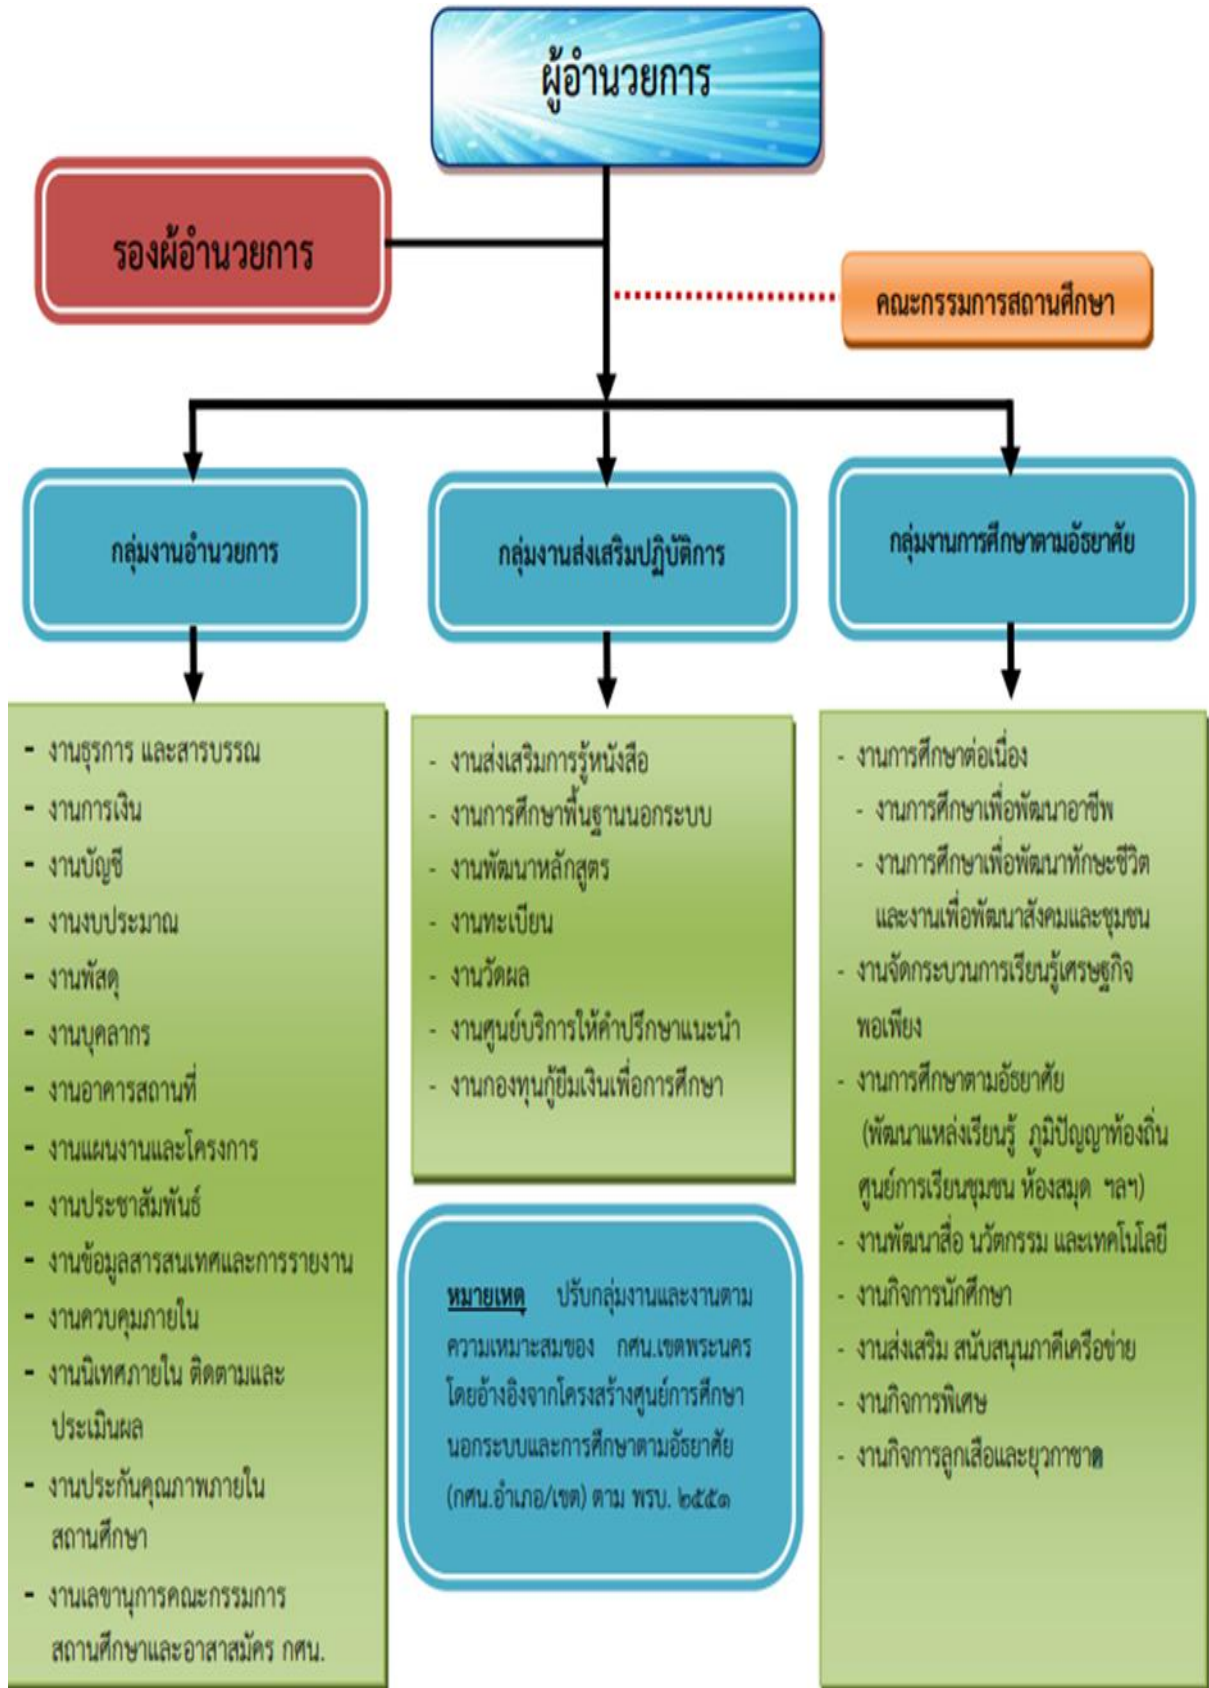 ผู้อำนวยการ
รองผู้อำนวยการ
คณะกรรมการสถานศึกษา
กลุ่มงานอำนวยการ
กลุ่มงานส่งเสริมปฏิบัติการ
กลุ่มงานการศึกษาตามอัธยาศัย
- งานธุรการ และสารบรรณ
- งานการเงิน
- งานบัญชี
- งานงบประมาณ
- งานพัสดุ
- งานบุคลากร
- งานอาคารสถานที่
- งานแผนงานและโครงการ
- งานประชาสัมพันธ์
- งานข้อมูลสารสนเทศและการรายงาน
- งานควบคุมภายใน
- งานนิเทศภายใน ติดตามและ
ประเมินผล
- งานประกันคุณภาพภายใน
สถานศึกษา
- งานเลขานุการคณะกรรมการ
สถานศึกษาและอาสาสมัคร กศน.
- งานส่งเสริมการรู้หนังสือ
- งานการศึกษาพื้นฐานนอกระบบ
- งานพัฒนาหลักสูตร
- งานทะเบียน
- งานวัดผล
- งานศูนย์บริการให้คำปรึกษาแนะนำ
- งานกองทุนกู้ยืมเงินเพื่อการศึกษา
หมายเหตุ ปรับกลุ่มงานและงานตาม
ความเหมาะสมของ กศน.เขตพระนคร
โดยอ้างอิงจากโครงสร้างศูนย์การศึกษา
นอกระบบและการศึกษาตามอัธยาศัย
(กศน.อำเภอ/เขต) ตาม พรบ. ๒๕๕๑
- งานการศึกษาต่อเนื่อง
- งานการศึกษาเพื่อพัฒนาอาชีพ
- งานการศึกษาเพื่อพัฒนาทักษะชีวิต
และงานเพื่อพัฒนาสังคมและชุมชน
- งานจัดกระบวนการเรียนรู้เศรษฐกิจ
พอเพียง
- งานการศึกษาตามอัธยาศัย
(พัฒนาแหล่งเรียนรู้ ภูมิปัญญาท้องถิ่น
ศูนย์การเรียนชุมชน ห้องสมุด ฯลฯ)
- งานพัฒนาสื่อ นวัตกรรม และเทคโนโลยี
- งานกิจการนักศึกษา
- งานส่งเสริม สนับสนุนภาคีเครือข่าย
- งานกิจการพิเศษ
- งานกิจการลูกเสือและยุวกาชาด